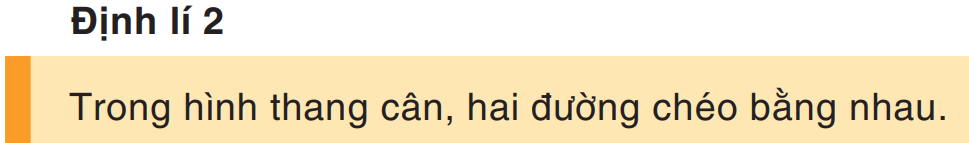 Định lí 2
Trong hình thang cân, hai đường chéo bằng nhau.